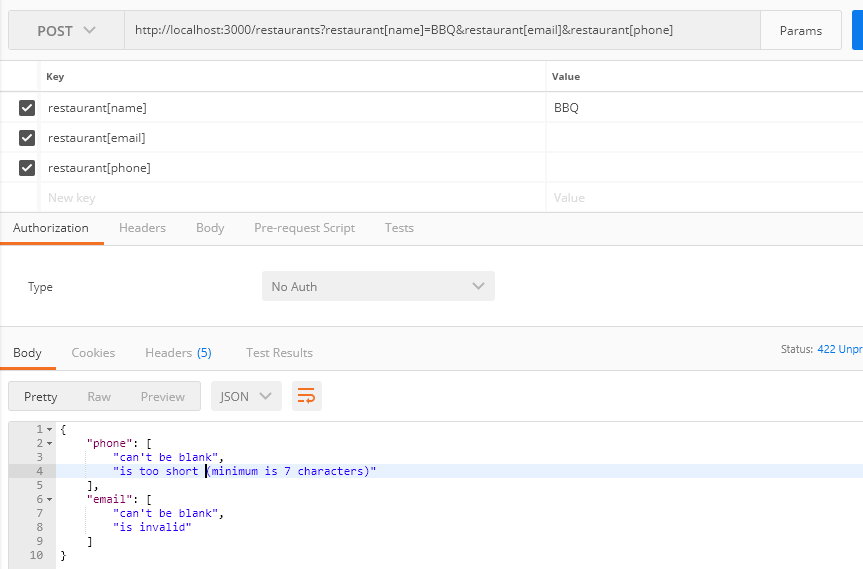 POST http://localhost:3000/restaurants?restaurant[name]=BBQ&restaurant[email]&restaurant[phone] Params
Key Value
restaurant[name] BBQ
restaurant[email]
restaurant[phone]
New key Value
Authorization Headers Body Pre-request Script Tests
Type No Auth
Body Cookies Headers (5) Test Results Status: 422 Unpr
Pretty Raw Preview JSON
1 {
2 "phone": [
3 "can't be blank",
4 "is too short (minimum is 7 characters)"
5 ],
6 "email": [
7 "can't be blank",
8 "is invalid"
9 ]
10 }